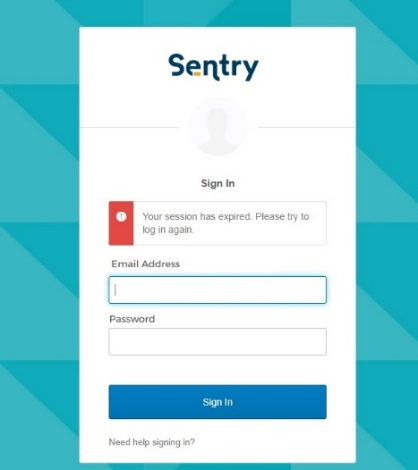 Sentry
Sign In
Your session has expired. Please try to
log in again.
Email Address
Password
Sign In
Need help signing in?